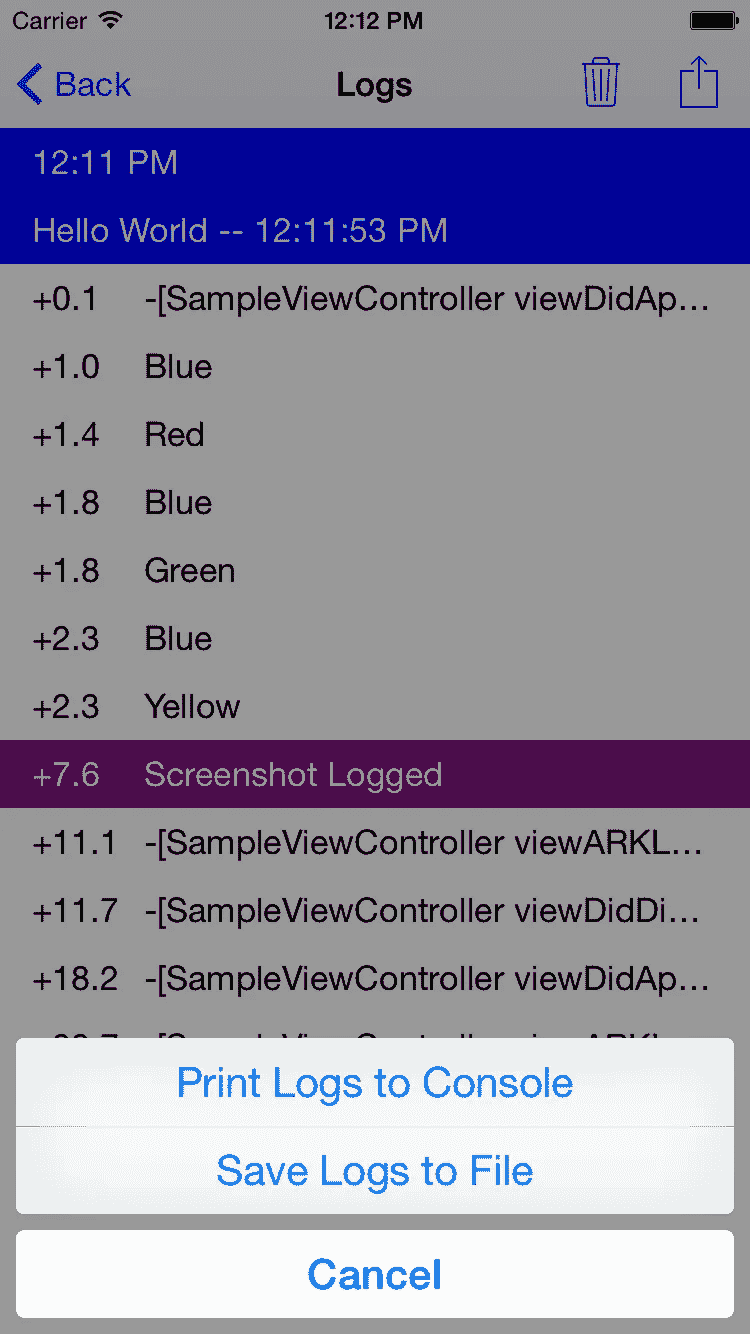 Carrier 12:12 PM
Back Logs
12:11 PM
Hello World -- 12:11:53 PM
+0.1 -[SampleViewController viewDidAp…
+1.0 Blue
+1.4 Red
+1.8 Blue
+1.8 Green
+2.3 Blue
+2.3 Yellow
+7.6 Screenshot Logged
+11.1 -[SampleViewController viewARKL…
+11.7 -[SampleViewController viewDidDi…
+18.2 -[SampleViewController viewDidAp…
Print Logs to Console
Save Logs to File
Cancel